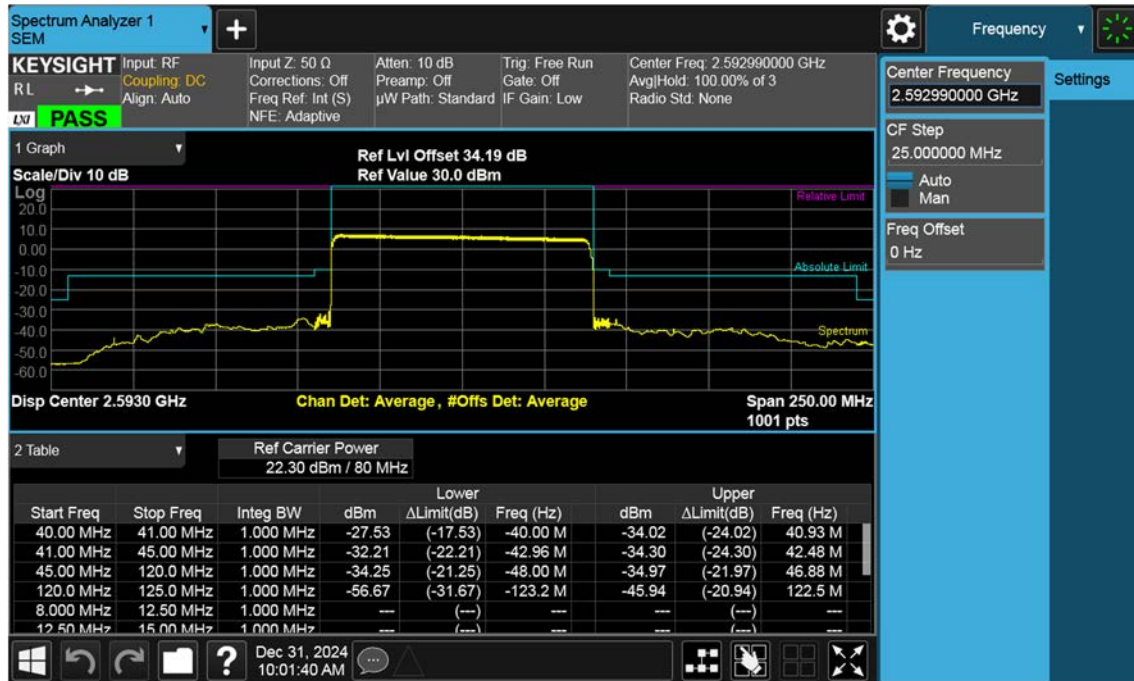 Spectrum Analyzer 1
SEM
Frequency
KEYSIGHT
R L
LXI
PASS
Input: RF
Coupling: DC
Align: Auto
Input Z: 50 Ω
Corrections: Off
Freq Ref: Int (S)
NFE: Adaptive
Atten: 10 dB
Preamp: Off
µW Path: Standard
Trig: Free Run
Gate: Off
IF Gain: Low
Center Freq: 2.592990000 GHz
Avg|Hold: 100.00% of 3
Radio Std: None
Center Frequency
2.592990000 GHz
Settings
CF Step
25.000000 MHz
Auto
Man
Freq Offset
0 Hz
1 Graph
Ref Lvl Offset 34.19 dB
Scale/Div 10 dB
Ref Value 30.0 dBm
Log
Relative Limit
20.0
10.0
0.00
-10.0
Absolute Limit
-20.0
-30.0
-40.0
Spectrum
-50.0
-60.0
Disp Center 2.5930 GHz
Chan Det: Average, #Offs Det: Average
Span 250.00 MHz
1001 pts
2 Table
Ref Carrier Power
22.30 dBm / 80 MHz
Lower Upper
Start Freq Stop Freq Integ BW dBm ΔLimit(dB) Freq (Hz) dBm ΔLimit(dB) Freq (Hz)
40.00 MHz 41.00 MHz 1.000 MHz -27.53 (-17.53) -40.00 M -34.02 (-24.02) 40.93 M
41.00 MHz 45.00 MHz 1.000 MHz -32.21 (-22.21) -42.96 M -34.30 (-24.30) 42.48 M
45.00 MHz 120.0 MHz 1.000 MHz -34.25 (-21.25) -48.00 M -34.97 (-21.97) 46.88 M
120.0 MHz 125.0 MHz 1.000 MHz -56.67 (-31.67) -123.2 M -45.94 (-20.94) 122.5 M
8.000 MHz 12.50 MHz 1.000 MHz --- (---) --- --- (---) ---
12.50 MHz 15.00 MHz 1.000 MHz --- (---) --- --- (---) ---
Dec 31, 2024
10:01:40 AM